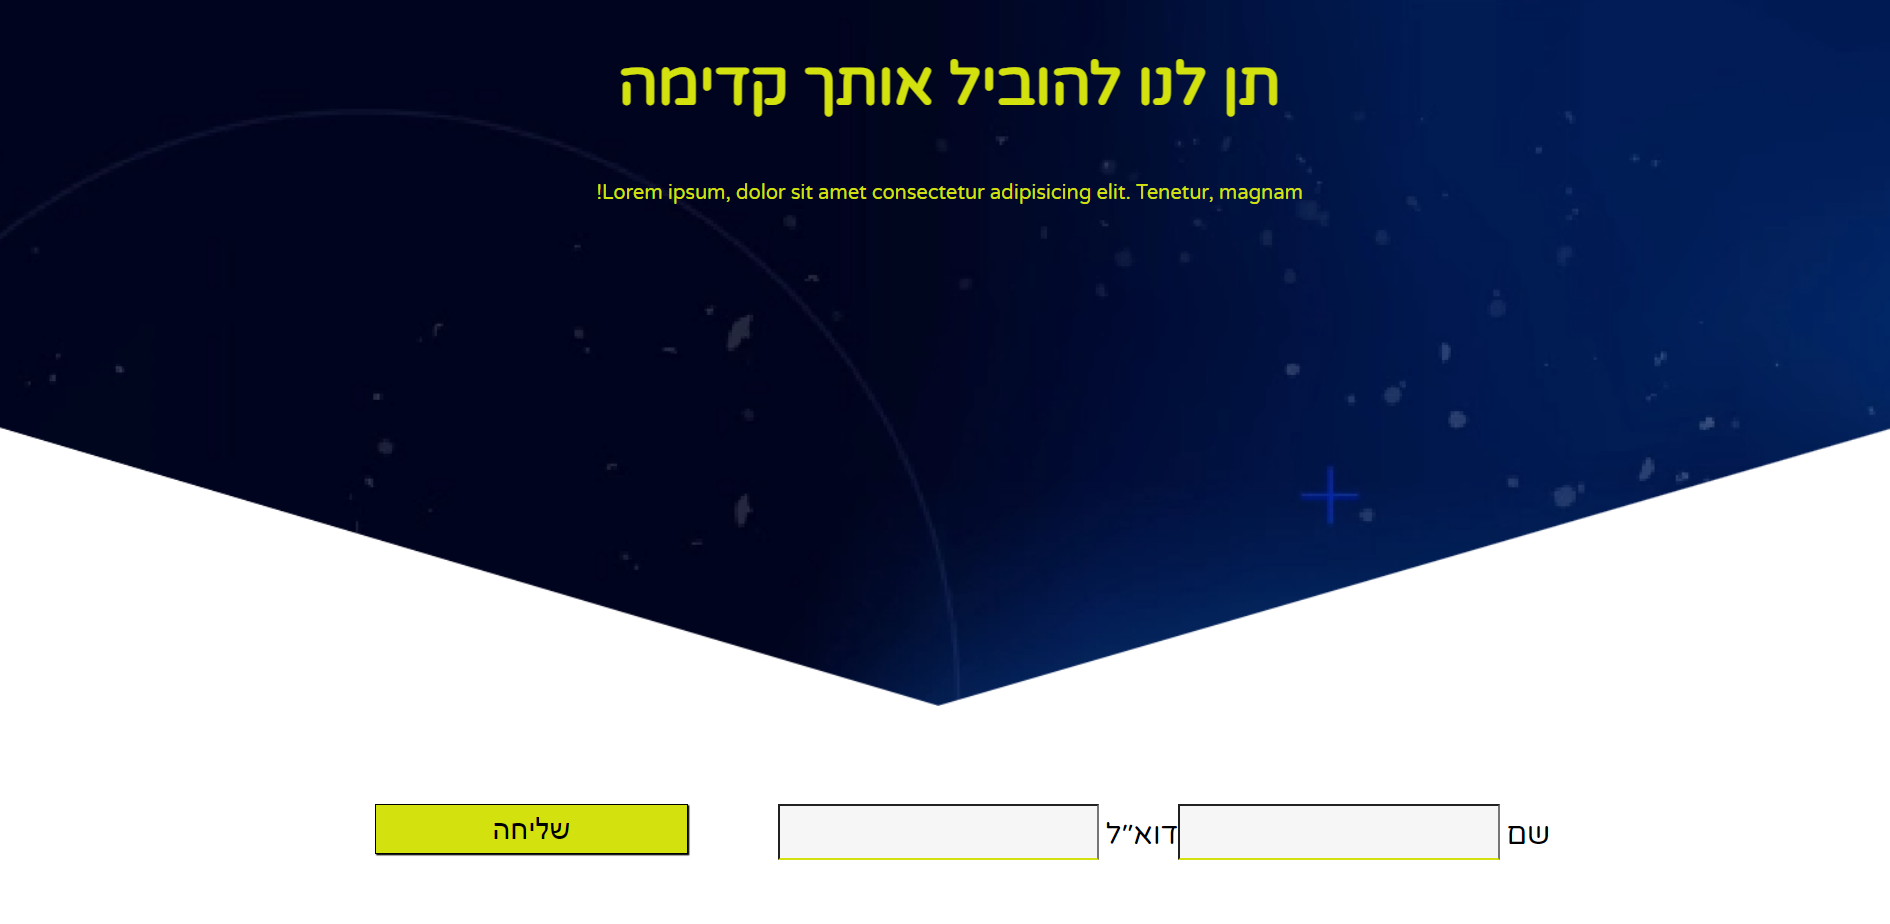 תן לנו להוביל אותך קדימה
!Lorem ipsum, dolor sit amet consectetur adipisicing elit. Tenetur, magnam
שם
דוא״ל
שליחה